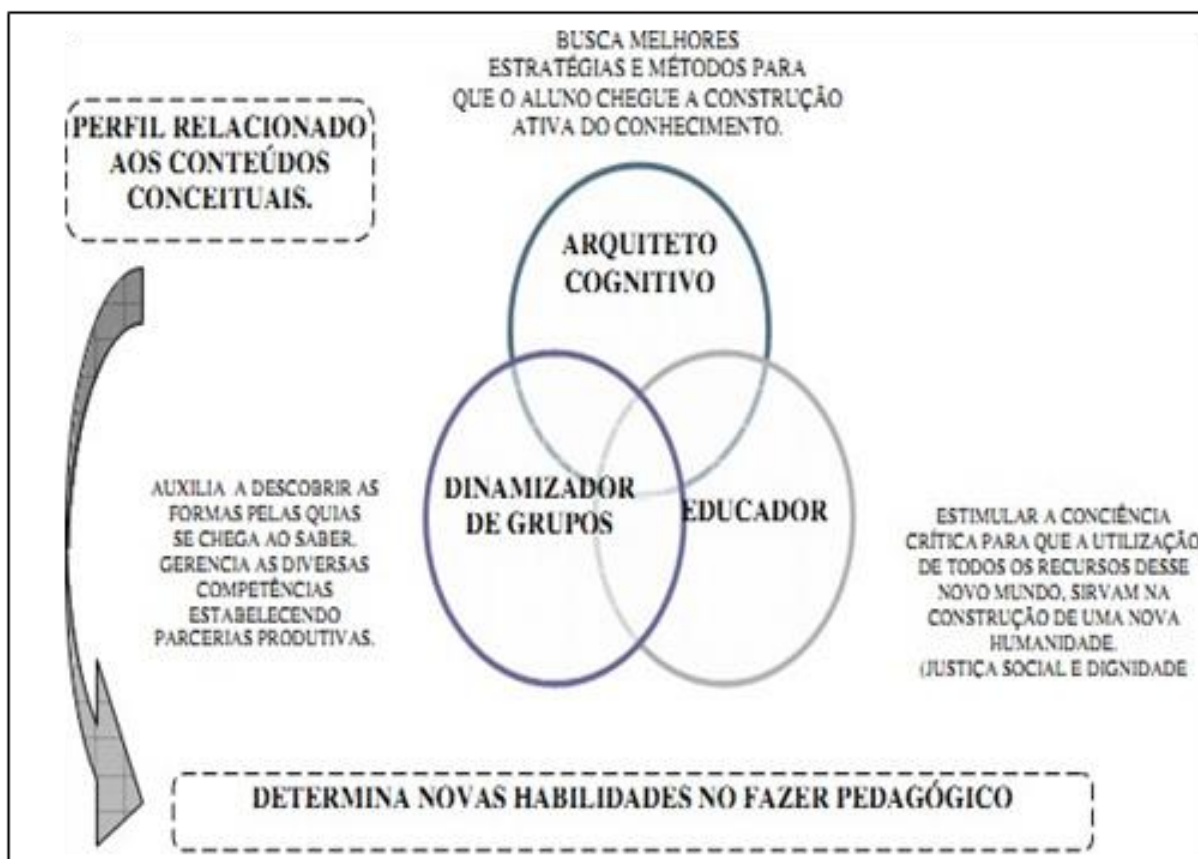 BUSCA MELHORES
ESTRATÉGIAS E MÉTODOS PARA
QUE O ALUNO CHEGUE A CONSTRUÇÃO
ATIVA DO CONHECIMENTO.
PERFIL RELACIONADO
AOS CONTEÚDOS
CONCEITUAIS.
ARQUITETO
COGNITIVO
DINAMIZADOR
DE GRUPOS
EDUCADOR
AUXILIA A DESCOBRIR AS
FORMAS PELAS QUIAS
SE CHEGA AO SABER.
GERENCIA AS DIVERSAS
COMPETÊNCIAS
ESTABELECENDO
PARCERIAS PRODUTIVAS.
ESTIMULAR A CONCIÊNCIA
CRÍTICA PARA QUE A UTILIZAÇÃO
DE TODOS OS RECURSOS DESSE
NOVO MUNDO, SIRVAM NA
CONSTRUÇÃO DE UMA NOVA
HUMANIDADE.
(JUSTIÇA SOCIAL E DIGNIDADE
DETERMINA NOVAS HABILIDADES NO FAZER PEDAGÓGICO